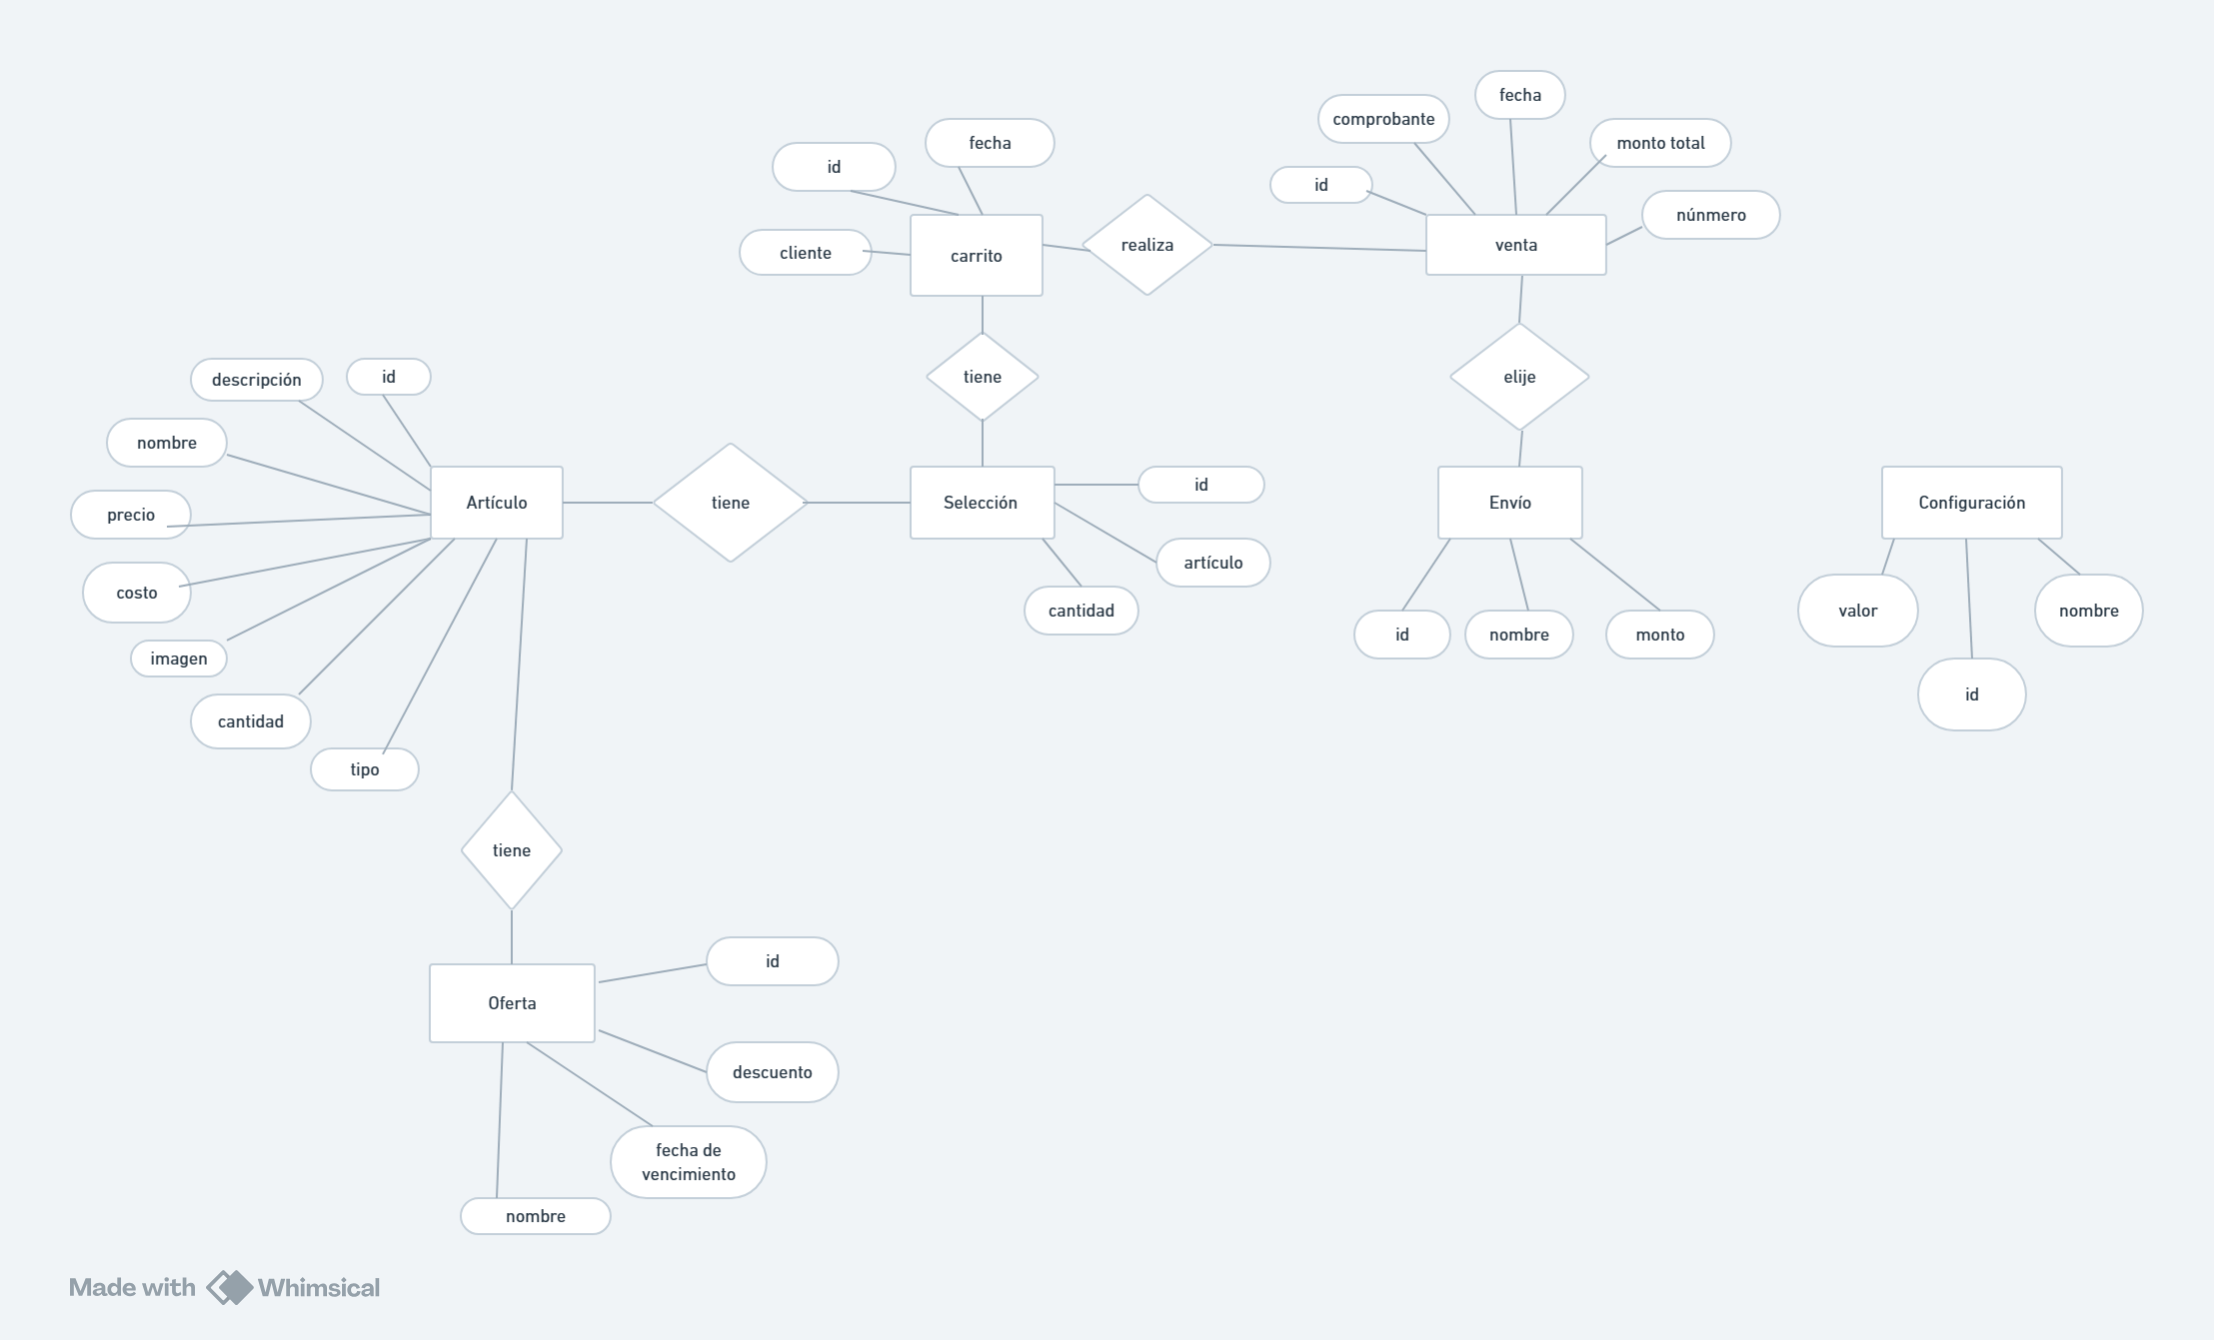 fecha
comprobante
fecha
monto total
id
id
núnmero
cliente
carrito
realiza
venta
descripción
id
tiene
elije
nombre
precio
Artículo
tiene
Selección
id
Envío
Configuración
artículo
costo
cantidad
imagen
id
nombre
monto
valor
nombre
cantidad
id
tipo
tiene
id
Oferta
descuento
fecha de
vencimiento
nombre
Made with Whimsical